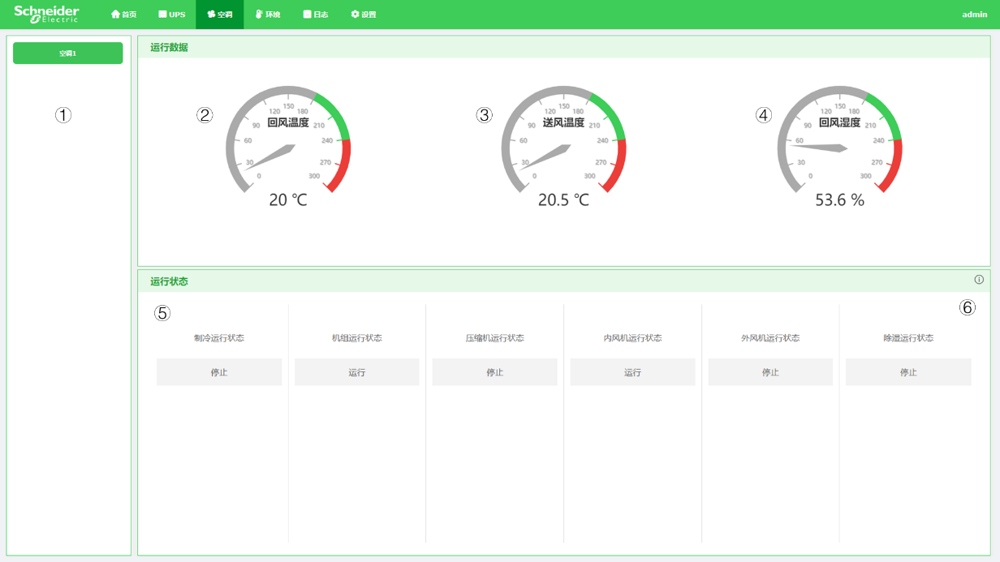 Schneider Electric 首页 UPS 空调 环境 日志 设置 admin
空调1
①
运行数据
②
0 30 60 90 120 150 180 210 240 270 300
回风温度
20 ℃
③
0 30 60 90 120 150 180 210 240 270 300
送风温度
20.5 ℃
④
0 30 60 90 120 150 180 210 240 270 300
回风湿度
53.6 %
运行状态
⑤ ⑥
制冷运行状态 机组运行状态 压缩机运行状态 内风机运行状态 外风机运行状态 除湿运行状态
停止 运行 停止 运行 停止 停止